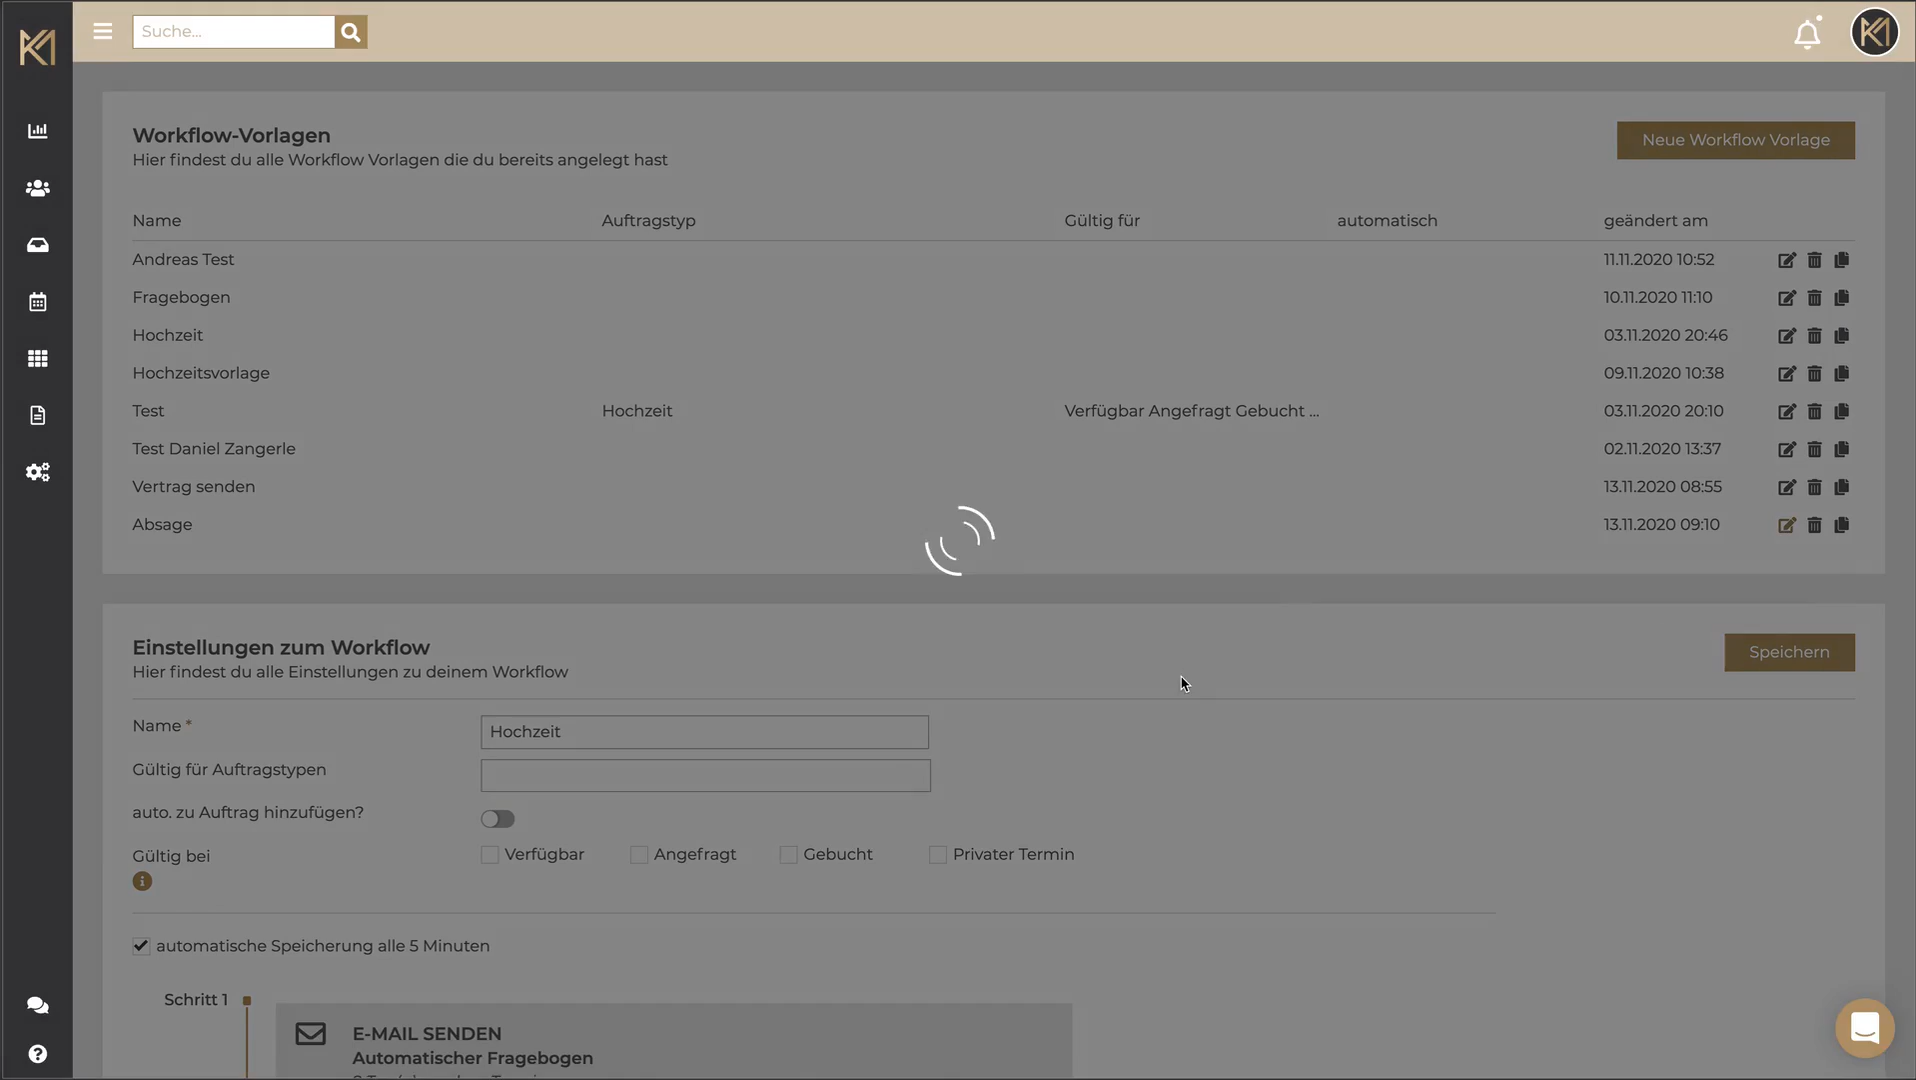 Suche...
Workflow-Vorlagen
Neue Workflow Vorlage
Hier findest du alle Workflow Vorlagen die du bereits angelegt hast
Name Auftragstyp Gültig für automatisch geändert am
Andreas Test 11.11.2020 10:52
Fragebogen 10.11.2020 11:10
Hochzeit 03.11.2020 20:46
Hochzeitsvorlage 09.11.2020 10:38
Test Hochzeit Verfügbar Angefragt Gebucht ... 03.11.2020 20:10
Test Daniel Zangerle 02.11.2020 13:37
Vertrag senden 13.11.2020 08:55
Absage 13.11.2020 09:10
Einstellungen zum Workflow
Speichern
Hier findest du alle Einstellungen zu deinem Workflow
Name * Hochzeit
Gültig für Auftragstypen
auto. zu Auftrag hinzufügen?
Gültig bei Verfügbar Angefragt Gebucht Privater Termin
automatische Speicherung alle 5 Minuten
Schritt 1
E-MAIL SENDEN
Automatischer Fragebogen